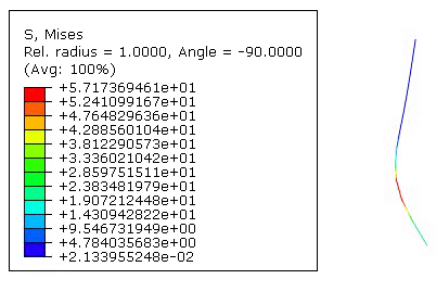 S, Mises
Rel. radius = 1.0000, Angle = -90.0000
(Avg: 100%)
+5.717369461e+01
+5.241099167e+01
+4.764829636e+01
+4.288560104e+01
+3.812290573e+01
+3.336021042e+01
+2.859751511e+01
+2.383481979e+01
+1.907212448e+01
+1.430942822e+01
+9.546731949e+00
+4.784035683e+00
+2.133955248e-02